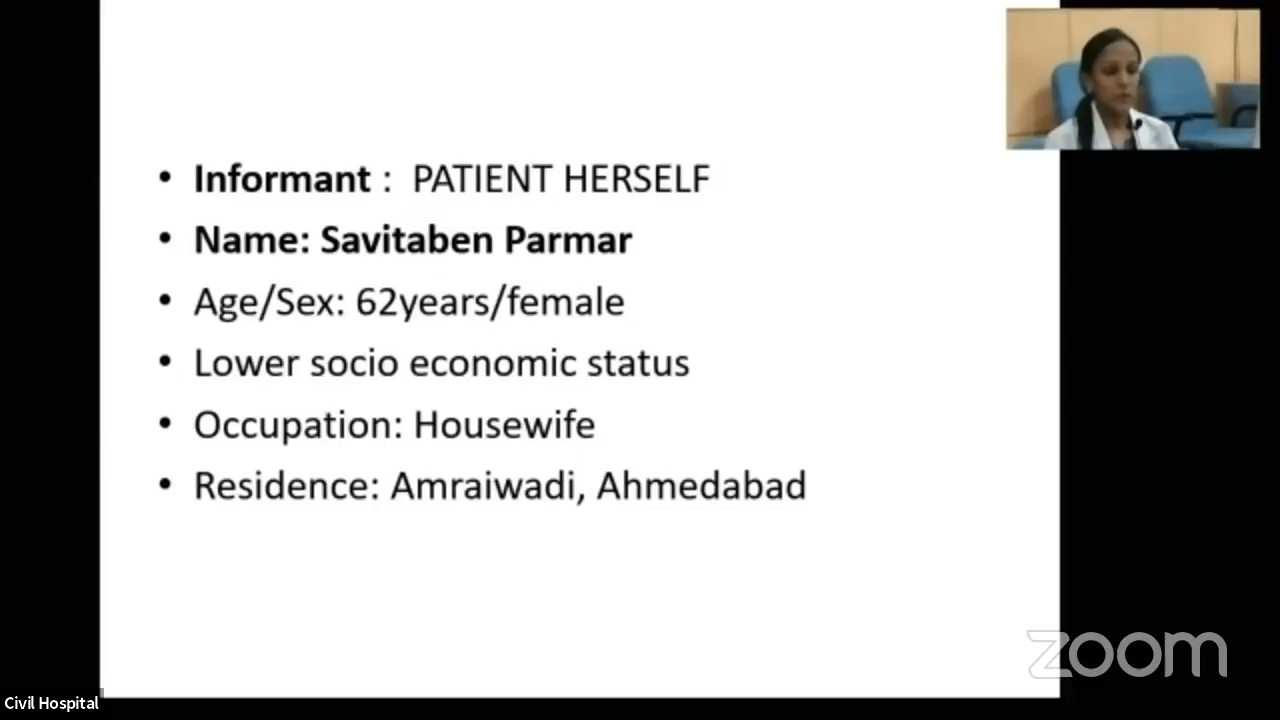 • Informant : PATIENT HERSELF
• Name: Savitaben Parmar
• Age/Sex: 62years/female
• Lower socio economic status
• Occupation: Housewife
• Residence: Amraiwadi, Ahmedabad
zoom
Civil Hospital